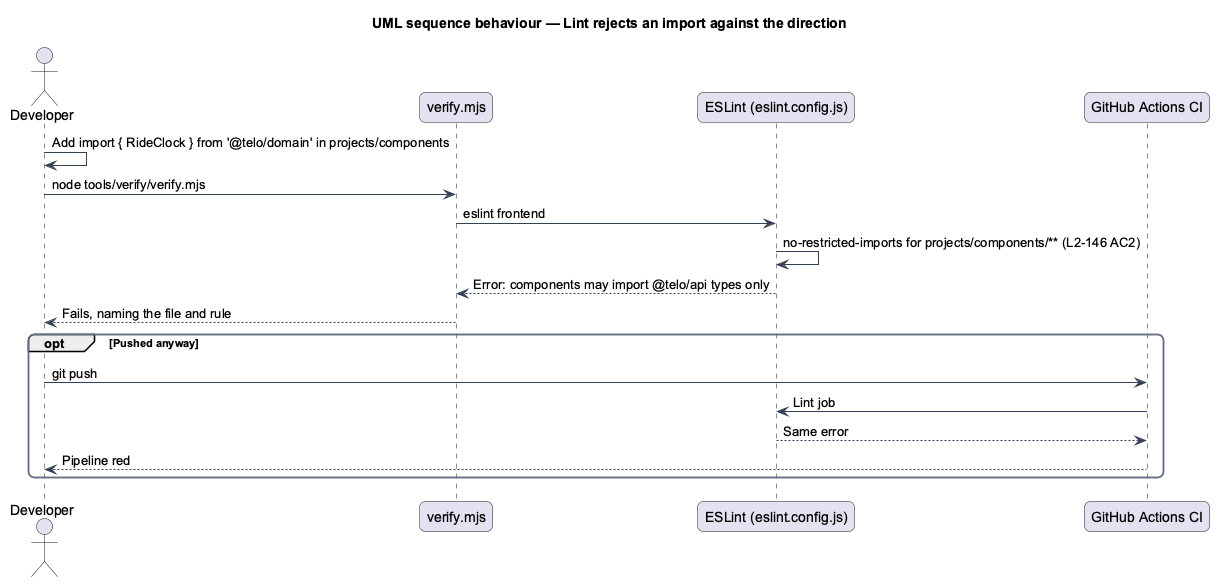 UML sequence behaviour — Lint rejects an import against the direction
Developer
verify.mjs
ESLint (eslint.config.js)
GitHub Actions CI
Add import { RideClock } from '@telo/domain' in projects/components
node tools/verify/verify.mjs
eslint frontend
no-restricted-imports for projects/components/** (L2-146 AC2)
Error: components may import @telo/api types only
Fails, naming the file and rule
opt [Pushed anyway]
git push
Lint job
Same error
Pipeline red
Developer
verify.mjs
ESLint (eslint.config.js)
GitHub Actions CI